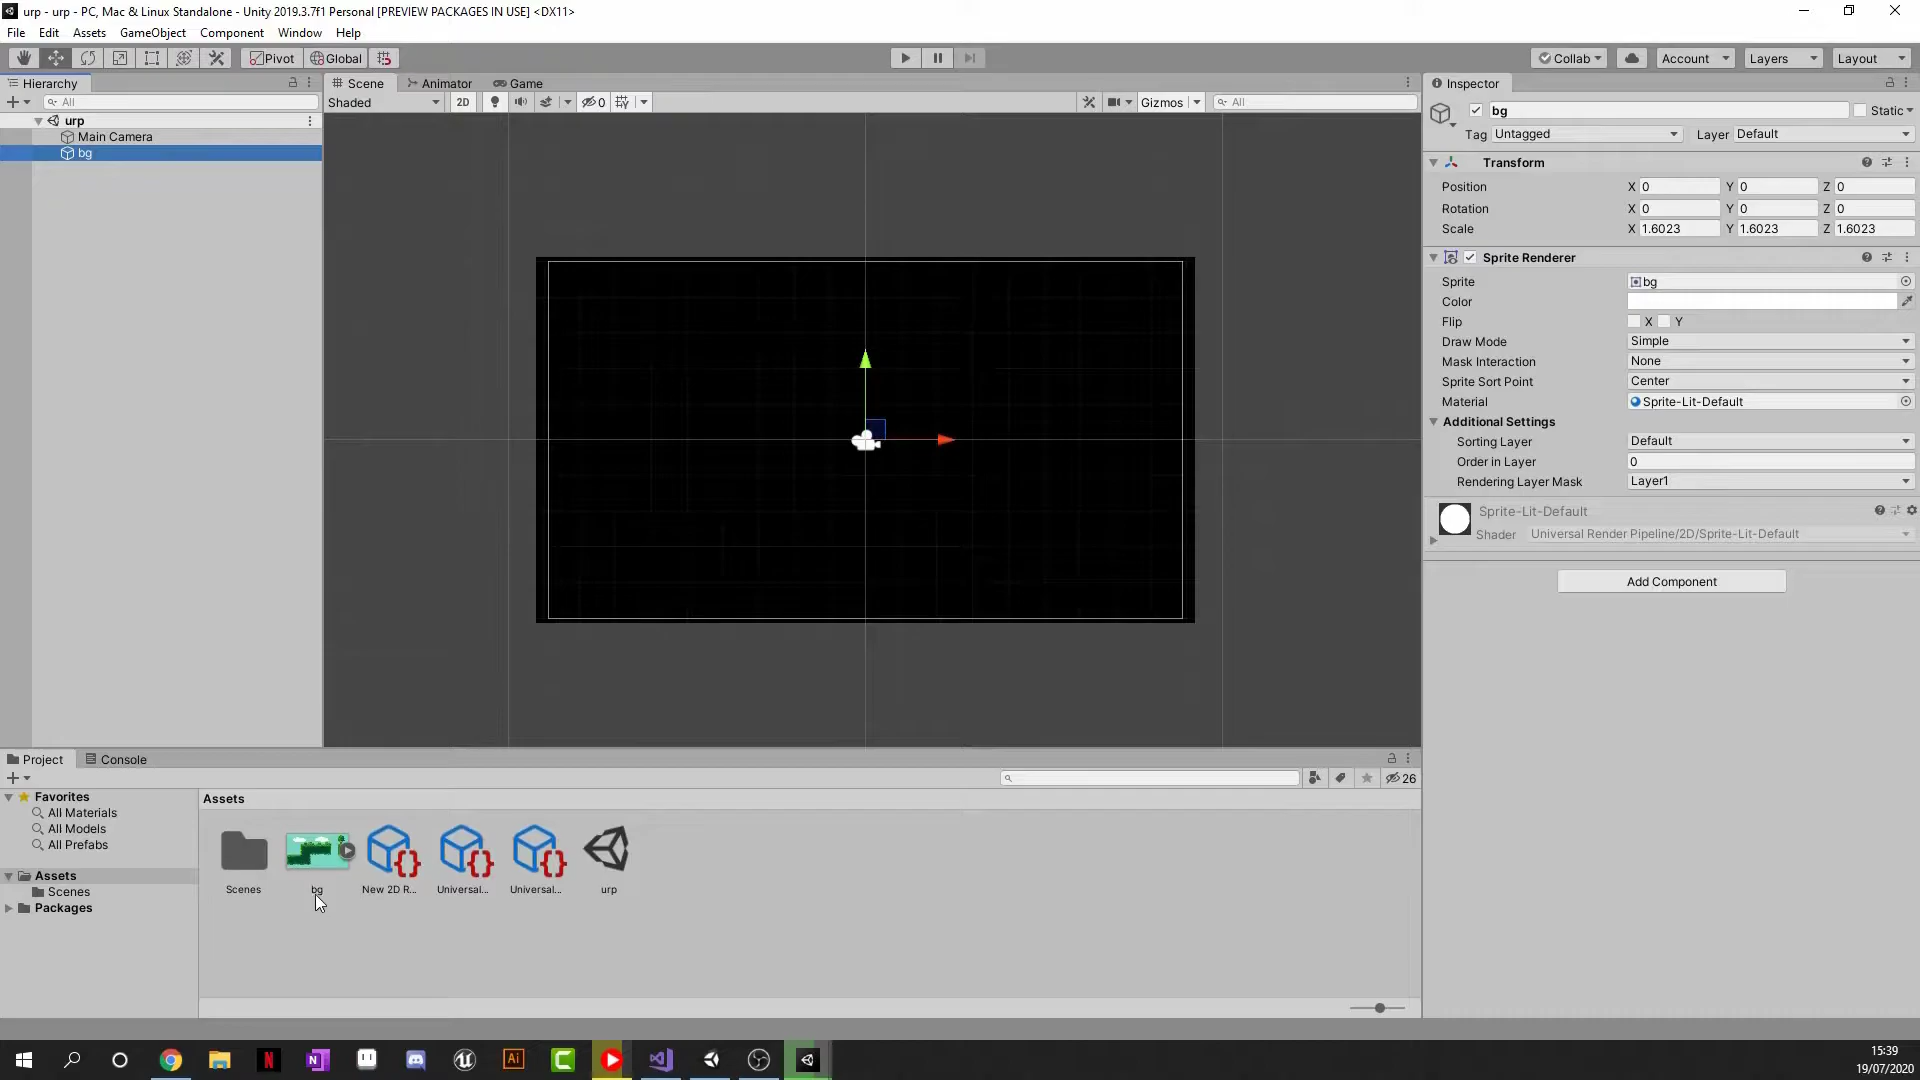 urp - urp - PC, Mac & Linux Standalone - Unity 2019.3.7f1 Personal [PREVIEW PACKAGES IN USE] <DX11>
File Edit Assets GameObject Component Window Help
Pivot Global Collab Account Layers Layout
Hierarchy
All
urp
Main Camera
bg
Scene Animator Game
Shaded 2D 0 Gizmos All
Inspector
bg Static
Tag Untagged Layer Default
Transform
Position X 0 Y 0 Z 0
Rotation X 0 Y 0 Z 0
Scale X 1.6023 Y 1.6023 Z 1.6023
Sprite Renderer
Sprite bg
Color
Flip X Y
Draw Mode Simple
Mask Interaction None
Sprite Sort Point Center
Material Sprite-Lit-Default
Additional Settings
Sorting Layer Default
Order in Layer 0
Rendering Layer Mask Layer1
Sprite-Lit-Default
Shader Universal Render Pipeline/2D/Sprite-Lit-Default
Add Component
Project Console
26
Favorites
All Materials
All Models
All Prefabs
Assets
Scenes
Packages
Assets
Scenes bg New 2D R... Universal... Universal... urp
15:39
19/07/2020